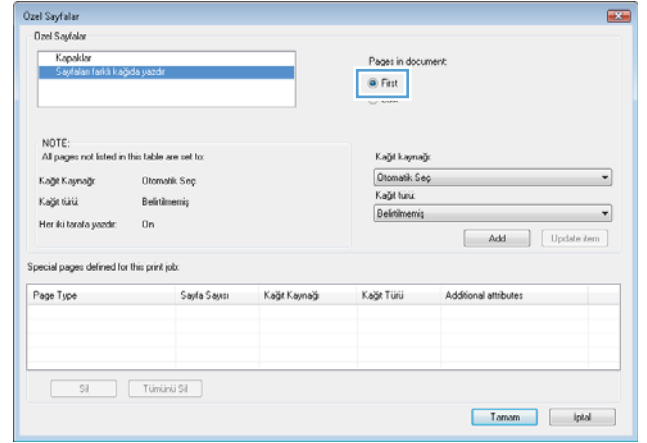 Özel Sayfalar
Özel Sayfalar
Kapaklar
Sayfaları farklı kağıda yazdır
Pages in document:
First
NOTE:
All pages not listed in this table are set to:
Kağıt Kaynağı: Otomatik Seç
Kağıt türü: Belirtilmemiş
Her iki tarafa yazdır: On
Kağıt kaynağı:
Otomatik Seç
Kağıt türü:
Belirtilmemiş
Add Update item
Special pages defined for this print job:
Page Type Sayfa Sayısı Kağıt Kaynağı Kağıt Türü Additional attributes
Sil Tümünü Sil
Tamam İptal